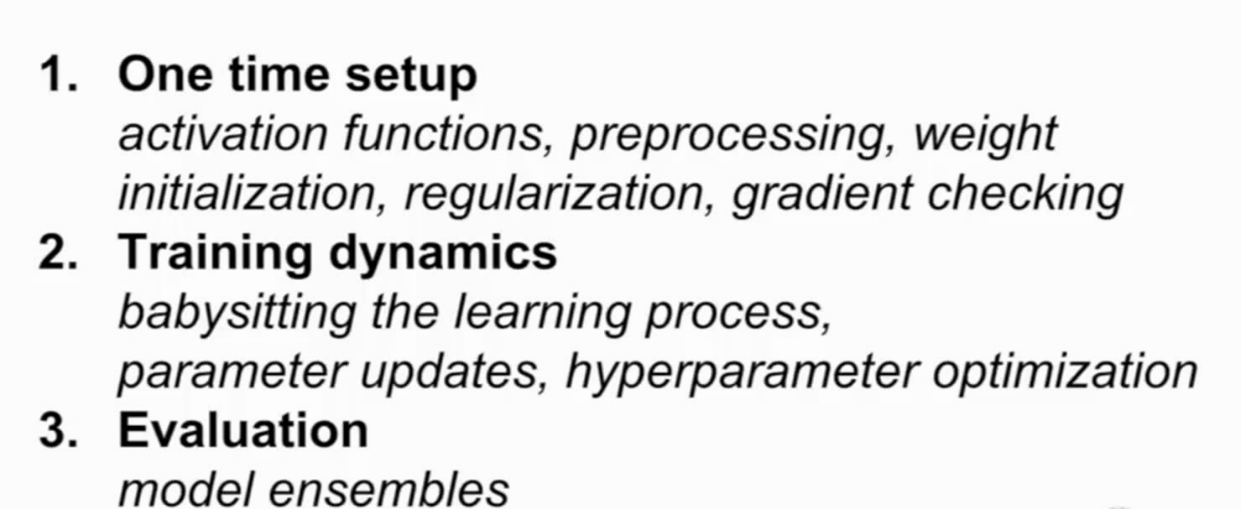 1. One time setup
activation functions, preprocessing, weight
initialization, regularization, gradient checking
2. Training dynamics
babysitting the learning process,
parameter updates, hyperparameter optimization
3. Evaluation
model ensembles